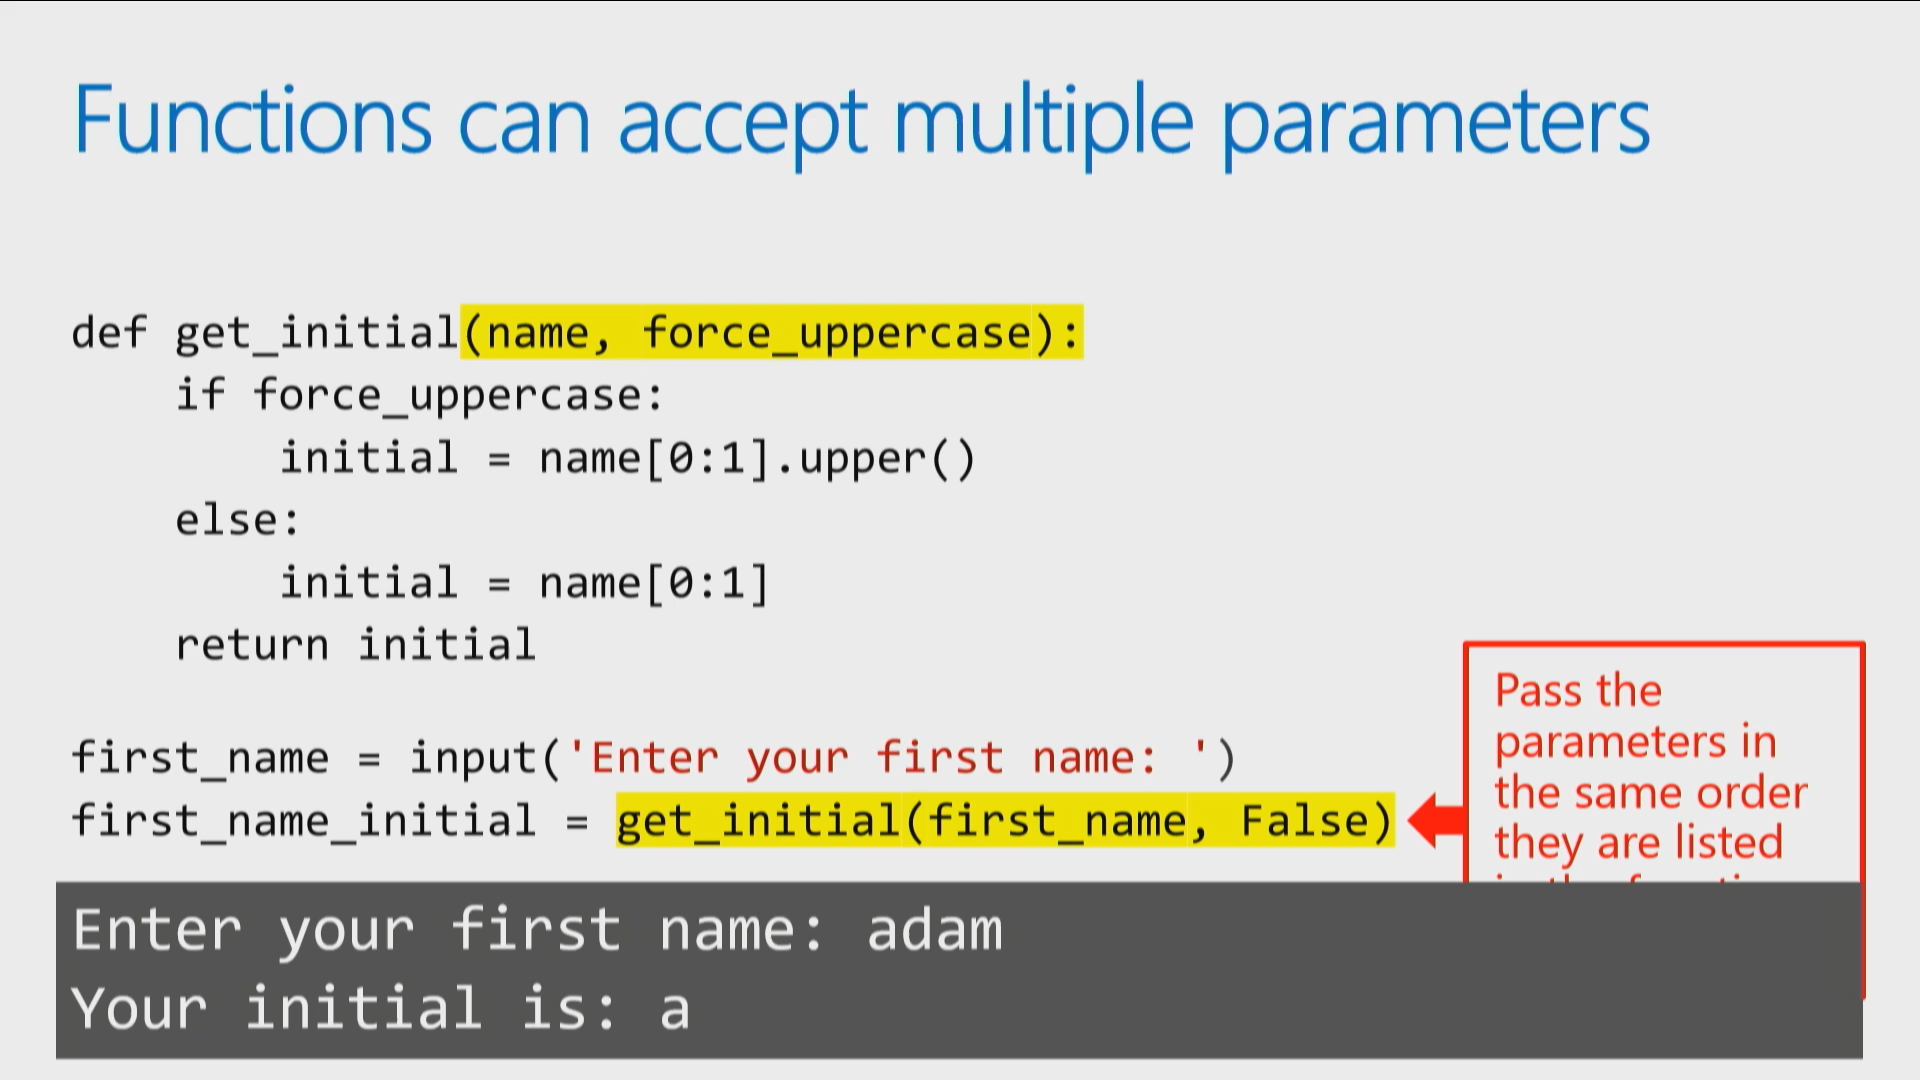 Functions can accept multiple parameters
def get_initial(name, force_uppercase):
    if force_uppercase:
        initial = name[0:1].upper()
    else:
        initial = name[0:1]
    return initial
first_name = input('Enter your first name: ')
first_name_initial = get_initial(first_name, False)
Pass the
parameters in
the same order
they are listed
Enter your first name: adam
Your initial is: a